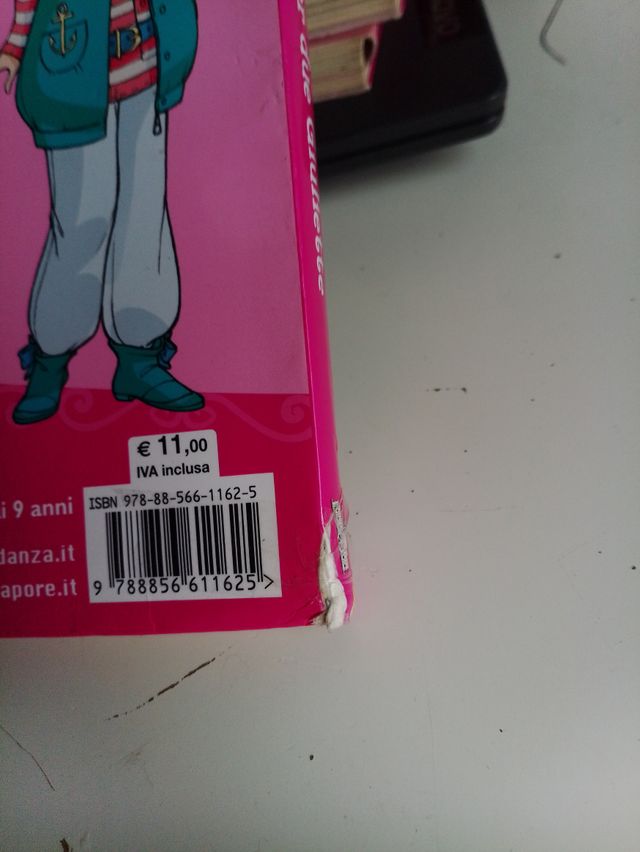 € 11,00
IVA inclusa
ISBN 978-88-566-1162-5
9 788856 611625 >
i 9 anni
danza.it
apore.it
Giulie